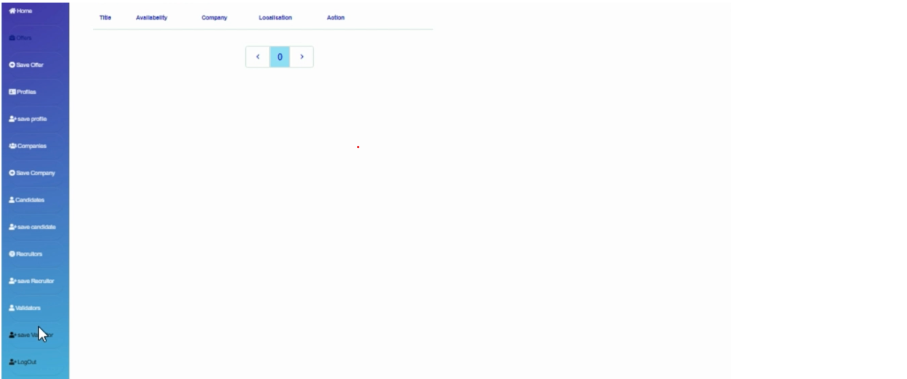 Home
Title Availability Company Localisation Action
Offers
0
Save Offer
Profiles
save profile
Companies
Save Company
Candidates
save candidate
Recruitors
save Recruitor
Validators
save
LogOut